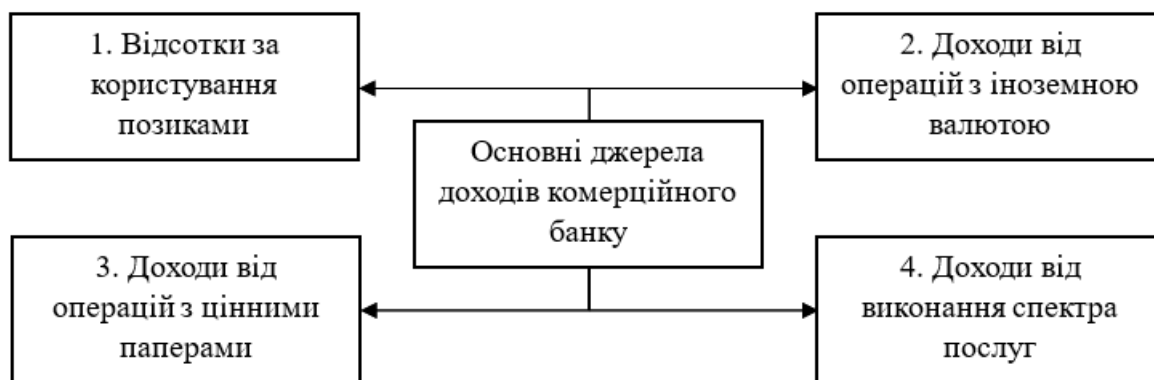 1. Відсотки за
користування
позиками
2. Доходи від
операцій з іноземною
валютою
Основні джерела
доходів комерційного
банку
3. Доходи від
операцій з цінними
паперами
4. Доходи від
виконання спектра
послуг